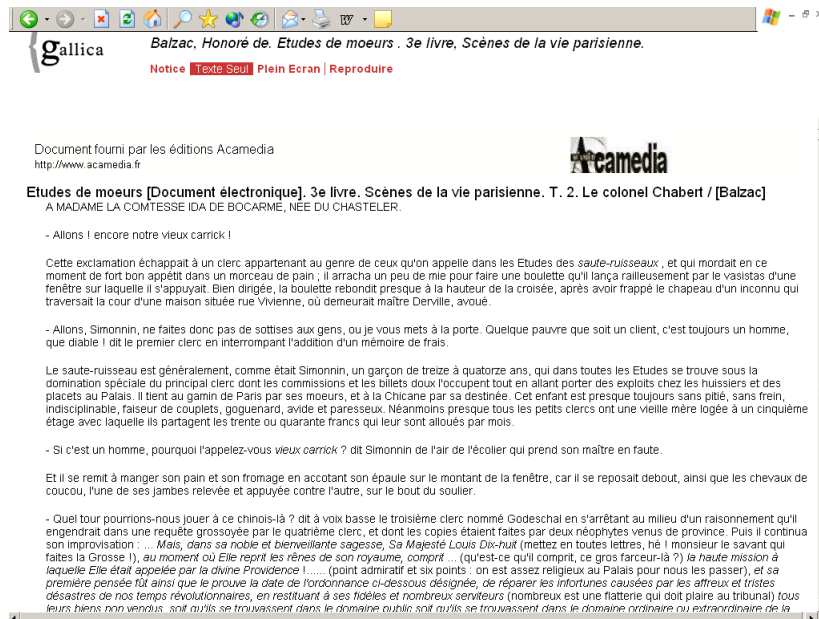 gallica
Balzac, Honoré de. Etudes de moeurs . 3e livre, Scènes de la vie parisienne.
Notice Texte Seul Plein Ecran | Reproduire
Document fourni par les éditions Acamedia
http://www.acamedia.fr
Acamedia
Etudes de moeurs [Document électronique]. 3e livre. Scènes de la vie parisienne. T. 2. Le colonel Chabert / [Balzac]
A MADAME LA COMTESSE IDA DE BOCARMÉ, NÉE DU CHASTELER.
- Allons ! encore notre vieux carrick !
Cette exclamation échappait à un clerc appartenant au genre de ceux qu'on appelle dans les Etudes des saute-ruisseaux , et qui mordait en ce
moment de fort bon appétit dans un morceau de pain ; il arracha un peu de mie pour faire une boulette qu'il lança railleusement par le vasistas d'une
fenêtre sur laquelle il s'appuyait. Bien dirigée, la boulette rebondit presque à la hauteur de la croisée, après avoir frappé le chapeau d'un inconnu qui
traversait la cour d'une maison située rue Vivienne, où demeurait maître Derville, avoué.
- Allons, Simonnin, ne faites donc pas de sottises aux gens, ou je vous mets à la porte. Quelque pauvre que soit un client, c'est toujours un homme,
que diable ! dit le premier clerc en interrompant l'addition d'un mémoire de frais.
Le saute-ruisseau est généralement, comme était Simonnin, un garçon de treize à quatorze ans, qui dans toutes les Etudes se trouve sous la
domination spéciale du principal clerc dont les commissions et les billets doux l'occupent tout en allant porter des exploits chez les huissiers et des
placets au Palais. Il tient au gamin de Paris par ses moeurs, et à la Chicane par sa destinée. Cet enfant est presque toujours sans pitié, sans frein,
indisciplinable, faiseur de couplets, goguenard, avide et paresseux. Néanmoins presque tous les petits clercs ont une vieille mère logée à un cinquième
étage avec laquelle ils partagent les trente ou quarante francs qui leur sont alloués par mois.
- Si c'est un homme, pourquoi l'appelez-vous vieux carrick ? dit Simonnin de l'air de l'écolier qui prend son maître en faute.
Et il se remit à manger son pain et son fromage en accotant son épaule sur le montant de la fenêtre, car il se reposait debout, ainsi que les chevaux de
coucou, l'une de ses jambes relevée et appuyée contre l'autre, sur le bout du soulier.
- Quel tour pourrions-nous jouer à ce chinois-là ? dit à voix basse le troisième clerc nommé Godeschal en s'arrêtant au milieu d'un raisonnement qu'il
engendrait dans une requête grossoyée par le quatrième clerc, et dont les copies étaient faites par deux néophytes venus de province. Puis il continua
son improvisation : ... Mais, dans sa noble et bienveillante sagesse, Sa Majesté Louis Dix-huit (mettez en toutes lettres, hé ! monsieur le savant qui
faites la Grosse !), au moment où Elle reprit les rênes de son royaume, comprit ... (qu'est-ce qu'il comprit, ce gros farceur-là ?) la haute mission à
laquelle Elle était appelée par la divine Providence !...... (point admiratif et six points : on est assez religieux au Palais pour nous les passer), et sa
première pensée fût ainsi que le prouve la date de l'ordonnance ci-dessous désignée, de réparer les infortunes causées par les affreux et tristes
désastres de nos temps révolutionnaires, en restituant à ses fidèles et nombreux serviteurs (nombreux est une flatterie qui doit plaire au tribunal) tous
leurs biens non vendus, soit qu'ils se trouvassent dans le domaine public soit qu'ils se trouvassent dans le domaine ordinaire ou extraordinaire de la